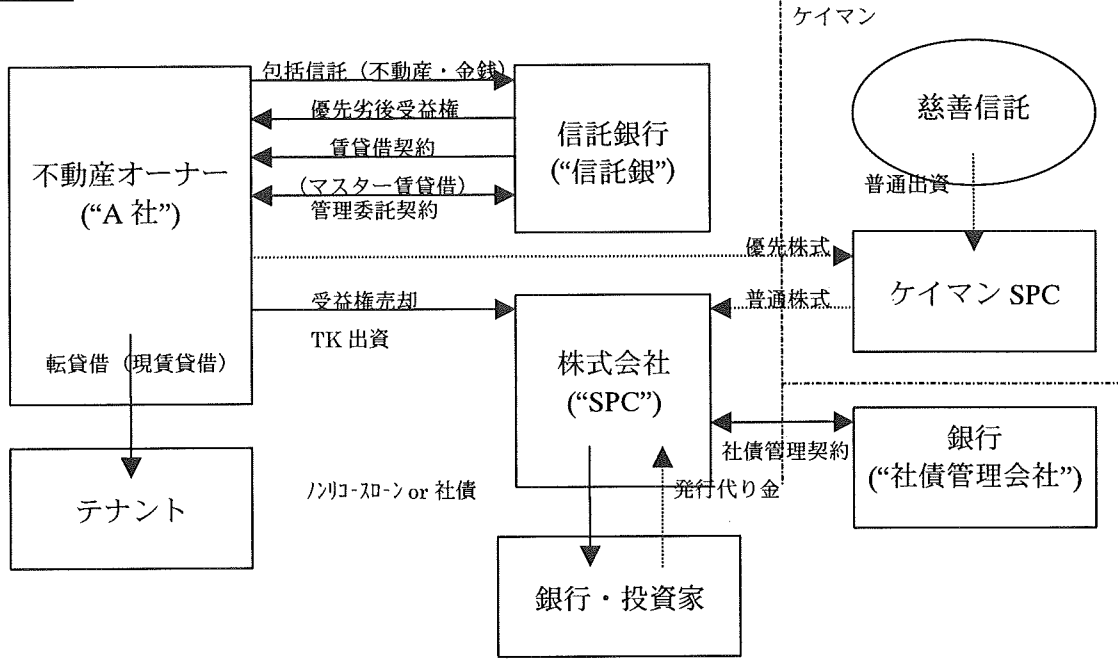 ケイマン
包括信託(不動産・金銭)
優先劣後受益権
賃貸借契約
(マスター賃貸借)
管理委託契約
不動産オーナー
(“A 社”)
信託銀行
(“信託銀”)
慈善信託
普通出資
優先株式
ケイマン SPC
受益権売却
TK 出資
普通株式
株式会社
(“SPC”)
転貸借(現賃貸借)
社債管理契約
銀行
(“社債管理会社”)
テナント
ノンリコースローン or 社債
発行代り金
銀行・投資家